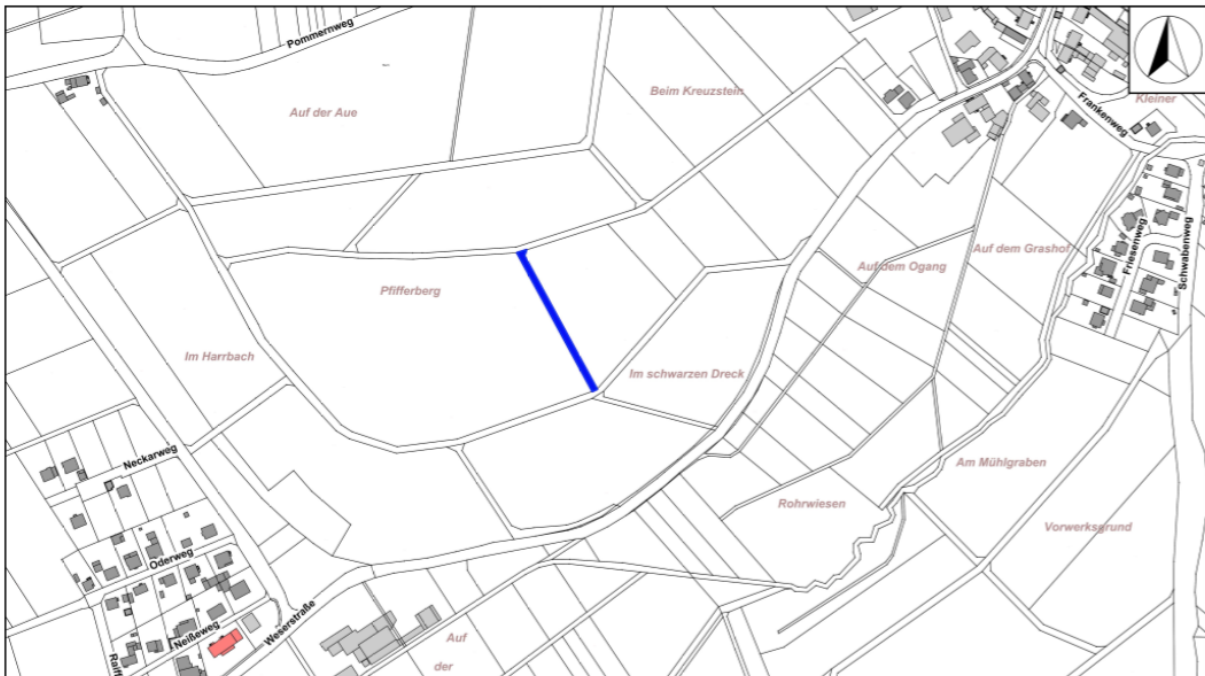 Pommernweg
Beim Kreuzstein
Auf der Aue
Kleiner
Frankenweg
Auf dem Grashof
Friesenweg
Schwabenweg
Auf dem Ogang
Pfifferberg
Im Harrbach
Im schwarzen Dreck
Neckarweg
Am Mühlgraben
Rohrwiesen
Vorwerksgrund
Oderweg
Neißeweg
Weserstraße
Auf
der